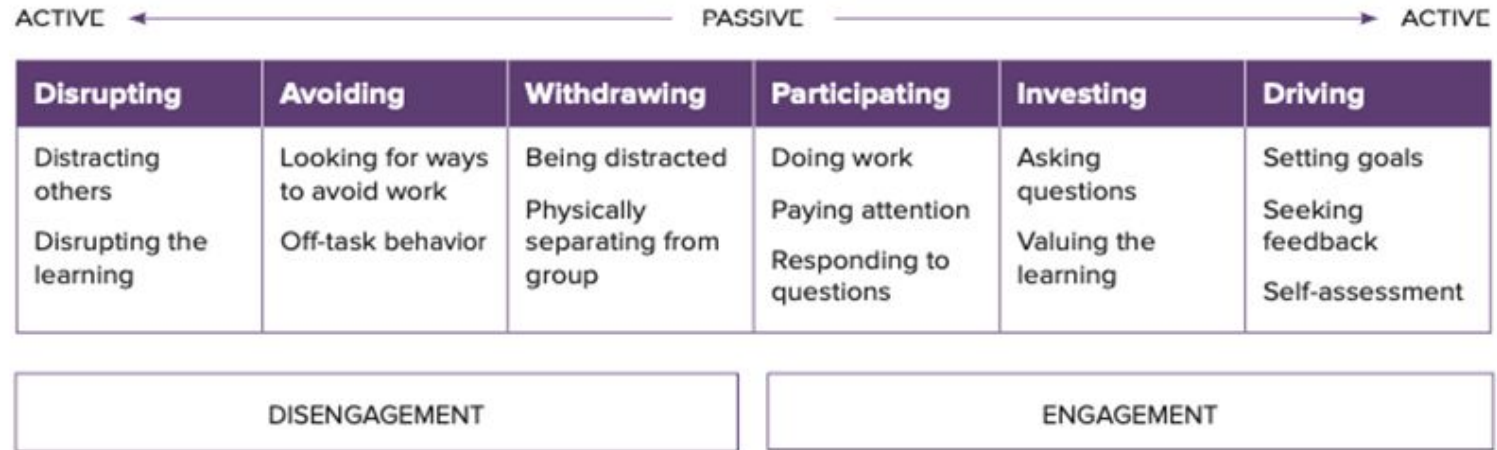 ACTIVE PASSIVE ACTIVE
Disrupting Avoiding Withdrawing Participating Investing Driving
Distracting
others
Disrupting the
learning
Looking for ways
to avoid work
Off-task behavior
Being distracted
Physically
separating from
group
Doing work
Paying attention
Responding to
questions
Asking
questions
Valuing the
learning
Setting goals
Seeking
feedback
Self-assessment
DISENGAGEMENT ENGAGEMENT